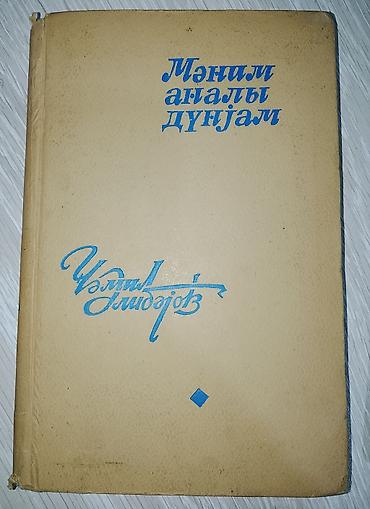 Мәним
аналы
дүнјам
Ҹәмил
Әлибәјов